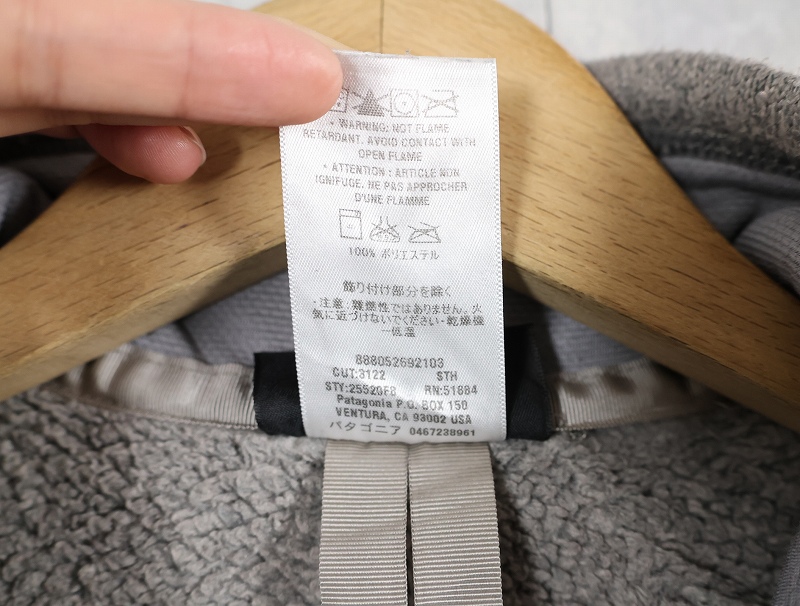 * WARNING: NOT FLAME
RETARDANT. AVOID CONTACT WITH
OPEN FLAME
* ATTENTION : ARTICLE NON
IGNIFUGE. NE PAS APPROCHER
D'UNE FLAMME
100% ポリエステル
飾り付け部分を除く
・注意：難燃性ではありません。火
気に近づけないでください・乾燥機
―低温
888052692103
CUT:3122 STH
STY:25520F8 RN:51884
Patagonia P.O. BOX 150
VENTURA, CA 93002 USA
パタゴニア 0467238961